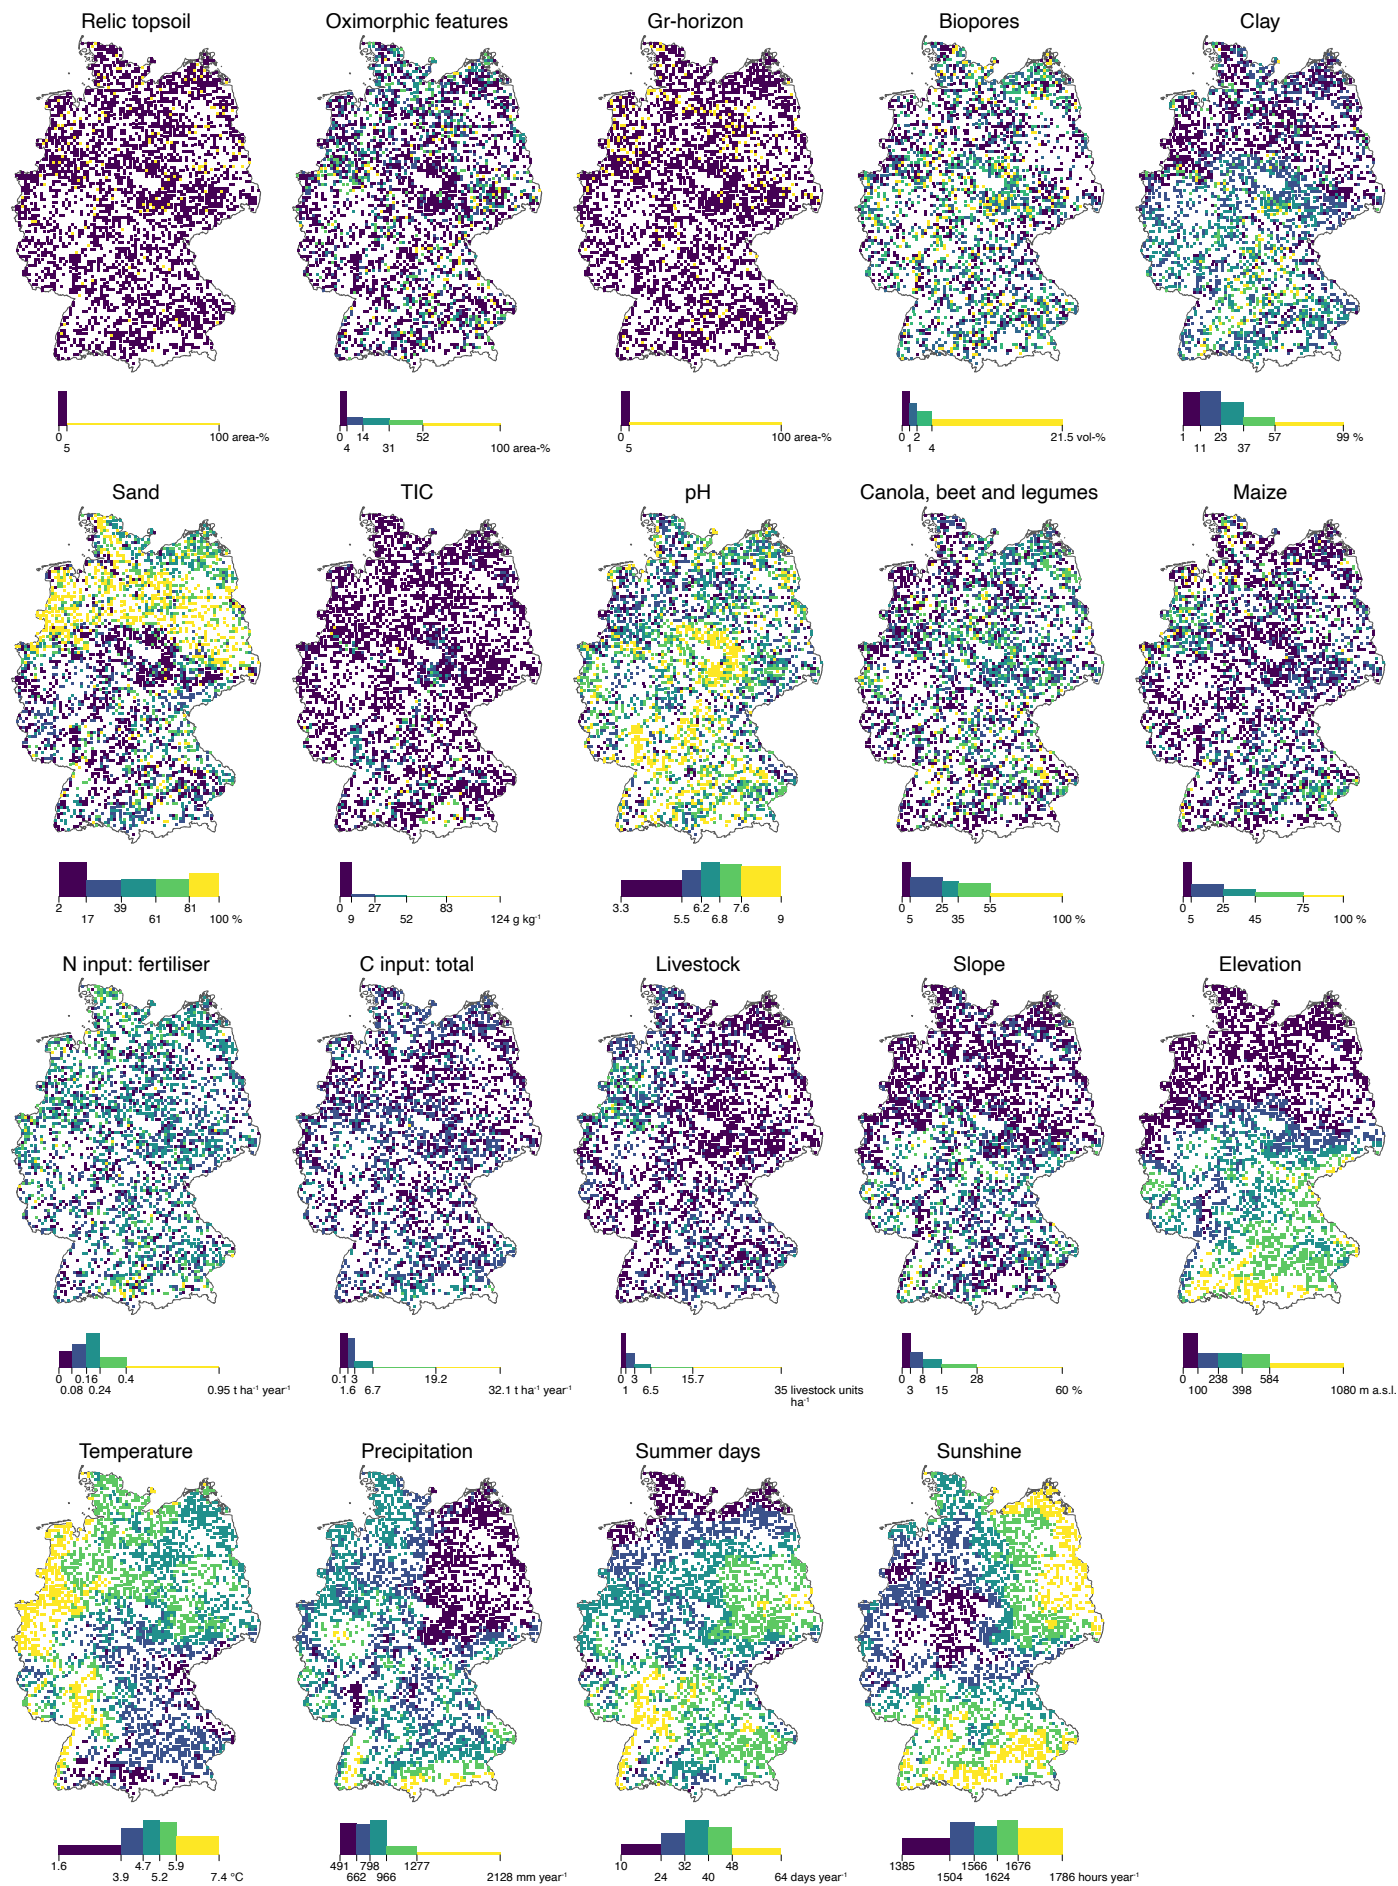 Relic topsoil
Oximorphic features
Gr-horizon
Biopores
Clay
0 100 area-%
5
0 14 52 100 area-%
4 31
0 100 area-%
5
0 2 21.5 vol-%
1 4
1 23 57 99 %
11 37
Sand
TIC
pH
Canola, beet and legumes
Maize
2 39 81
17 61 100 %
0 27 83
9 52 124 g kg⁻¹
3.3 6.2 7.6
5.5 6.8 9
0 25 55
5 35 100 %
0 25 75
5 45 100 %
N input: fertiliser
C input: total
Livestock
Slope
Elevation
0 0.16 0.4
0.08 0.24 0.95 t ha⁻¹ year⁻¹
0.1 3 19.2
1.6 6.7 32.1 t ha⁻¹ year⁻¹
0 3 15.7
1 6.5 35 livestock units
ha⁻¹
0 8 28
3 15 60 %
0 238 584
100 398 1080 m a.s.l.
Temperature
Precipitation
Summer days
Sunshine
1.6 4.7 5.9
3.9 5.2 7.4 °C
491 798 1277
662 966 2128 mm year⁻¹
10 32 48
24 40 64 days year⁻¹
1385 1566 1676
1504 1624 1786 hours year⁻¹